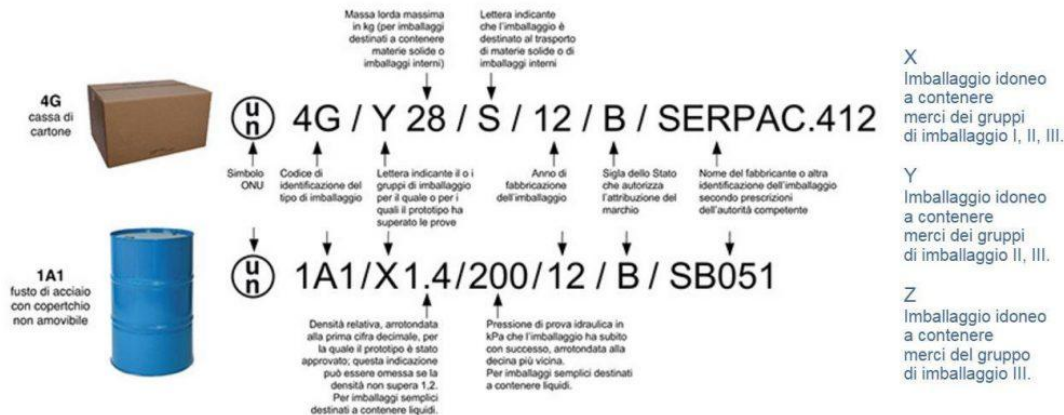 Massa lorda massima
in kg (per imballaggi
destinati a contenere
materie solide o
imballaggi interni)
Lettera indicante
che l'imballaggio è
destinato al trasporto
di materie solide o di
imballaggi interni
4G
cassa di
cartone
un 4G / Y 28 / S / 12 / B / SERPAC.412
Simbolo
ONU
Codice di
identificazione del
tipo di imballaggio
Lettera indicante il o i
gruppi di imballaggio
per il quale o per i
quali il prototipo ha
superato le prove
Anno di
fabbricazione
dell'imballaggio
Sigla dello Stato
che autorizza
l'attribuzione del
marchio
Nome del fabbricante o altra
identificazione dell'imballaggio
secondo prescrizioni
dell'autorità competente
1A1
fusto di acciaio
con copertchio
non amovibile
un 1A1/X1.4/200/12 / B / SB051
Densità relativa, arrotondata
alla prima cifra decimale, per
la quale il prototipo è stato
approvato; questa indicazione
può essere omessa se la
densità non supera 1,2.
Per imballaggi semplici
destinati a contenere liquidi.
Pressione di prova idraulica in
kPa che l'imballaggio ha subito
con successo, arrotondata alla
decina più vicina.
Per imballaggi semplici destinati
a contenere liquidi.
X
Imballaggio idoneo
a contenere
merci dei gruppi
di imballaggio I, II, III.
Y
Imballaggio idoneo
a contenere
merci dei gruppi
di imballaggio II, III.
Z
Imballaggio idoneo
a contenere
merci del gruppo
di imballaggio III.